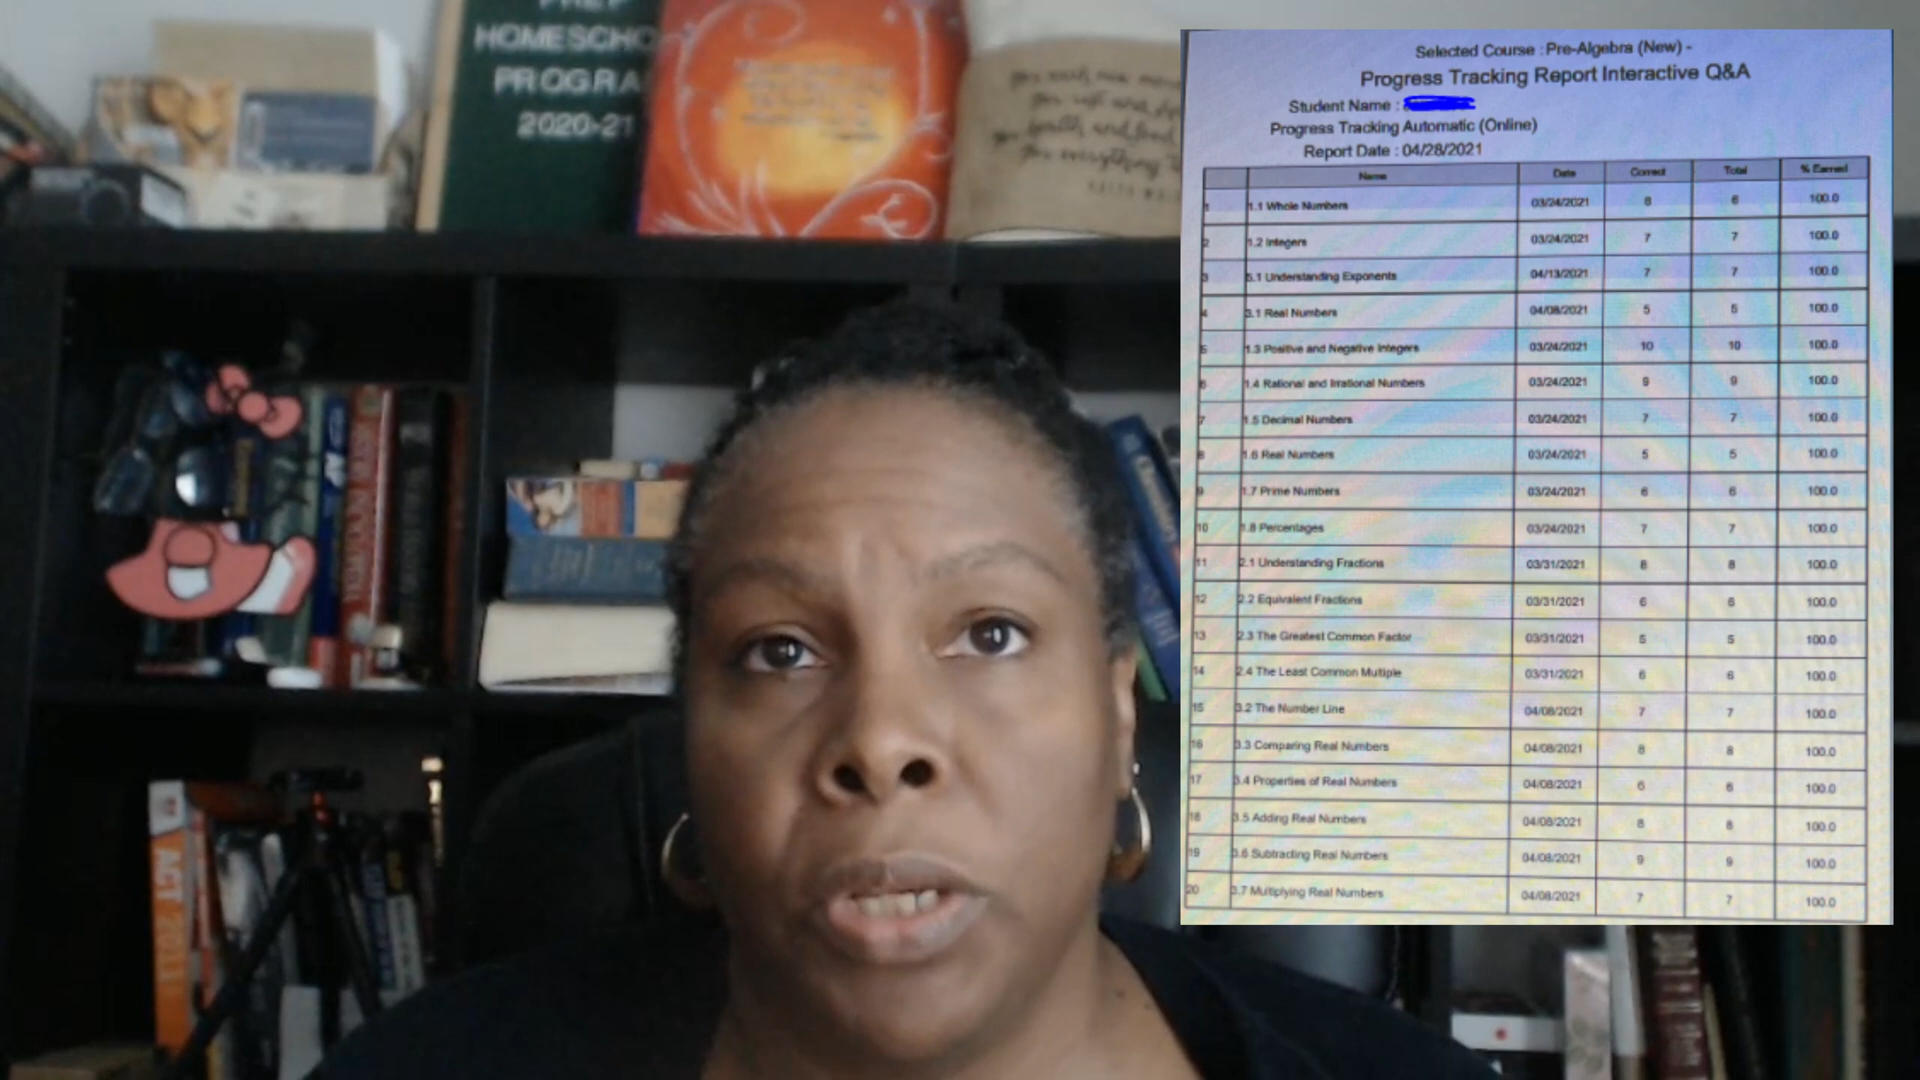 PREP
HOMESCHO
PROGRA
2020-21
ACT 2011
Selected Course : Pre-Algebra (New) -
Progress Tracking Report Interactive Q&A
Student Name :
Progress Tracking Automatic (Online)
Report Date : 04/28/2021
Name Date Correct Total % Earned
1 1.1 Whole Numbers 03/24/2021 6 6 100.0
2 1.2 Integers 03/24/2021 7 7 100.0
3 5.1 Understanding Exponents 04/13/2021 7 7 100.0
4 3.1 Real Numbers 04/08/2021 5 5 100.0
5 1.3 Positive and Negative Integers 03/24/2021 10 10 100.0
6 1.4 Rational and Irrational Numbers 03/24/2021 9 9 100.0
7 1.5 Decimal Numbers 03/24/2021 7 7 100.0
8 1.6 Real Numbers 03/24/2021 5 5 100.0
9 1.7 Prime Numbers 03/24/2021 6 6 100.0
10 1.8 Percentages 03/24/2021 7 7 100.0
11 2.1 Understanding Fractions 03/31/2021 8 8 100.0
12 2.2 Equivalent Fractions 03/31/2021 6 6 100.0
13 2.3 The Greatest Common Factor 03/31/2021 5 5 100.0
14 2.4 The Least Common Multiple 03/31/2021 6 6 100.0
15 3.2 The Number Line 04/08/2021 7 7 100.0
16 3.3 Comparing Real Numbers 04/08/2021 8 8 100.0
17 3.4 Properties of Real Numbers 04/08/2021 6 6 100.0
18 3.5 Adding Real Numbers 04/08/2021 8 8 100.0
19 3.6 Subtracting Real Numbers 04/08/2021 9 9 100.0
20 3.7 Multiplying Real Numbers 04/08/2021 7 7 100.0